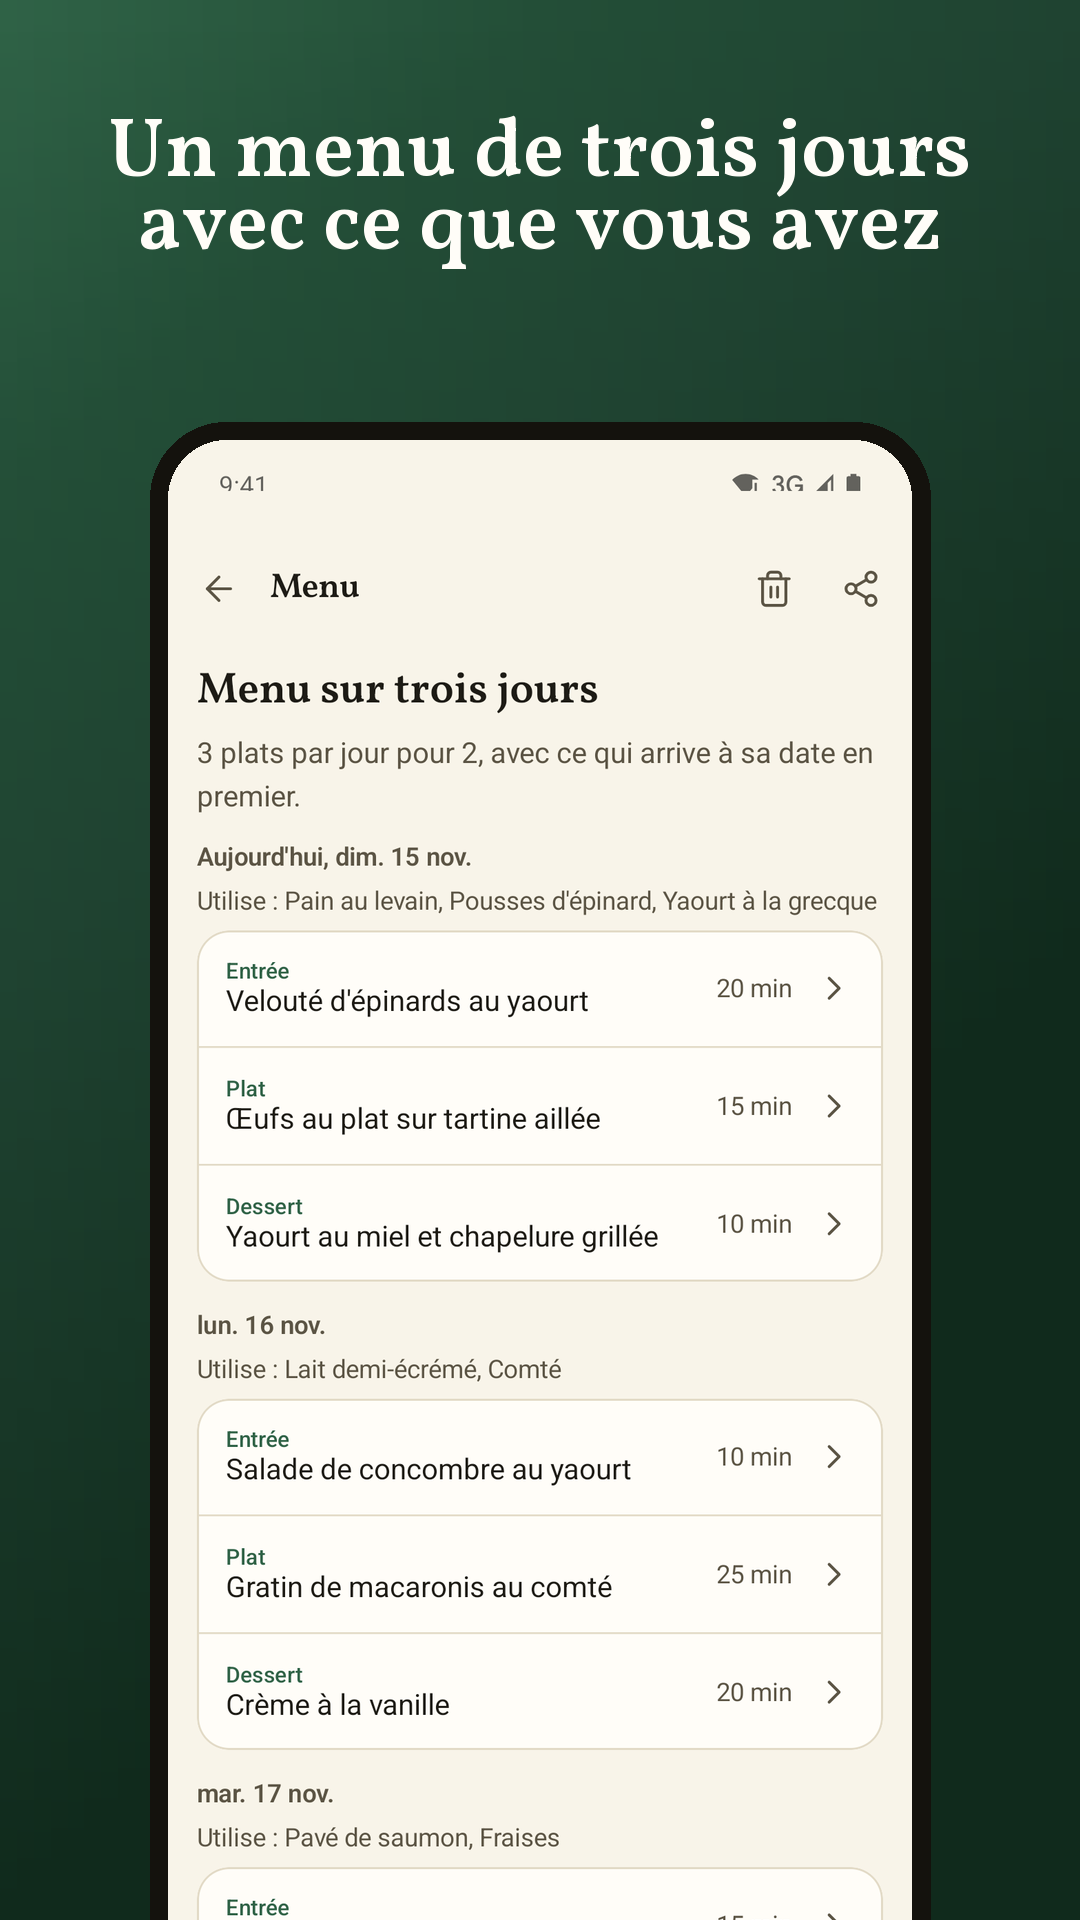 Un menu de trois jours
avec ce que vous avez
9:41
3G
Menu
Menu sur trois jours
3 plats par jour pour 2, avec ce qui arrive à sa date en
premier.
Aujourd'hui, dim. 15 nov.
Utilise : Pain au levain, Pousses d'épinard, Yaourt à la grecque
Entrée
Velouté d'épinards au yaourt
20 min
Plat
Œufs au plat sur tartine aillée
15 min
Dessert
Yaourt au miel et chapelure grillée
10 min
lun. 16 nov.
Utilise : Lait demi-écrémé, Comté
Entrée
Salade de concombre au yaourt
10 min
Plat
Gratin de macaronis au comté
25 min
Dessert
Crème à la vanille
20 min
mar. 17 nov.
Utilise : Pavé de saumon, Fraises
Entrée